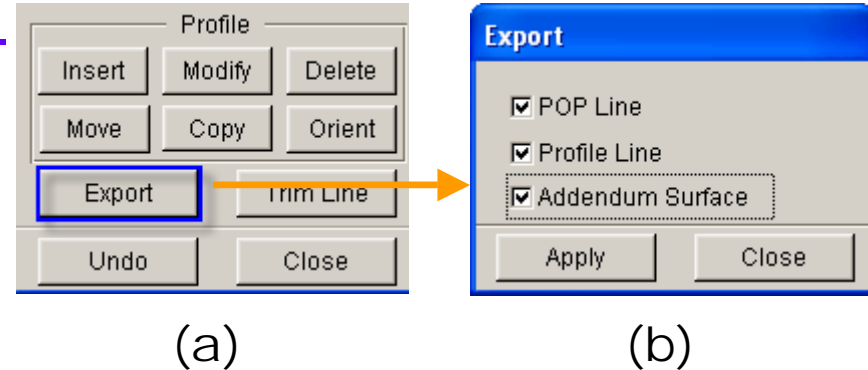 Profile
Insert Modify Delete
Move Copy Orient
Export Trim Line
Undo Close
(a)
Export
POP Line
Profile Line
Addendum Surface
Apply Close
(b)